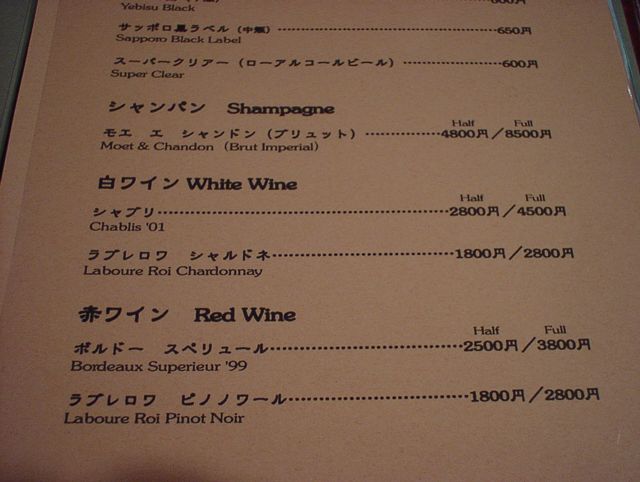 Yebisu Black
サッポロ黒ラベル（中瓶） 650円
Sapporo Black Label
スーパークリアー（ローアルコールビール） 600円
Super Clear
シャンパン Shampagne
Half Full
モエ エ シャンドン（ブリュット） 4800円／8500円
Moet & Chandon（Brut Imperial）
白ワイン White Wine
Half Full
シャブリ 2800円／4500円
Chablis '01
ラブレロワ シャルドネ 1800円／2800円
Laboure Roi Chardonnay
赤ワイン Red Wine
Half Full
ボルドー スペリュール 2500円／3800円
Bordeaux Superieur '99
ラブレロワ ピノノワール 1800円／2800円
Laboure Roi Pinot Noir